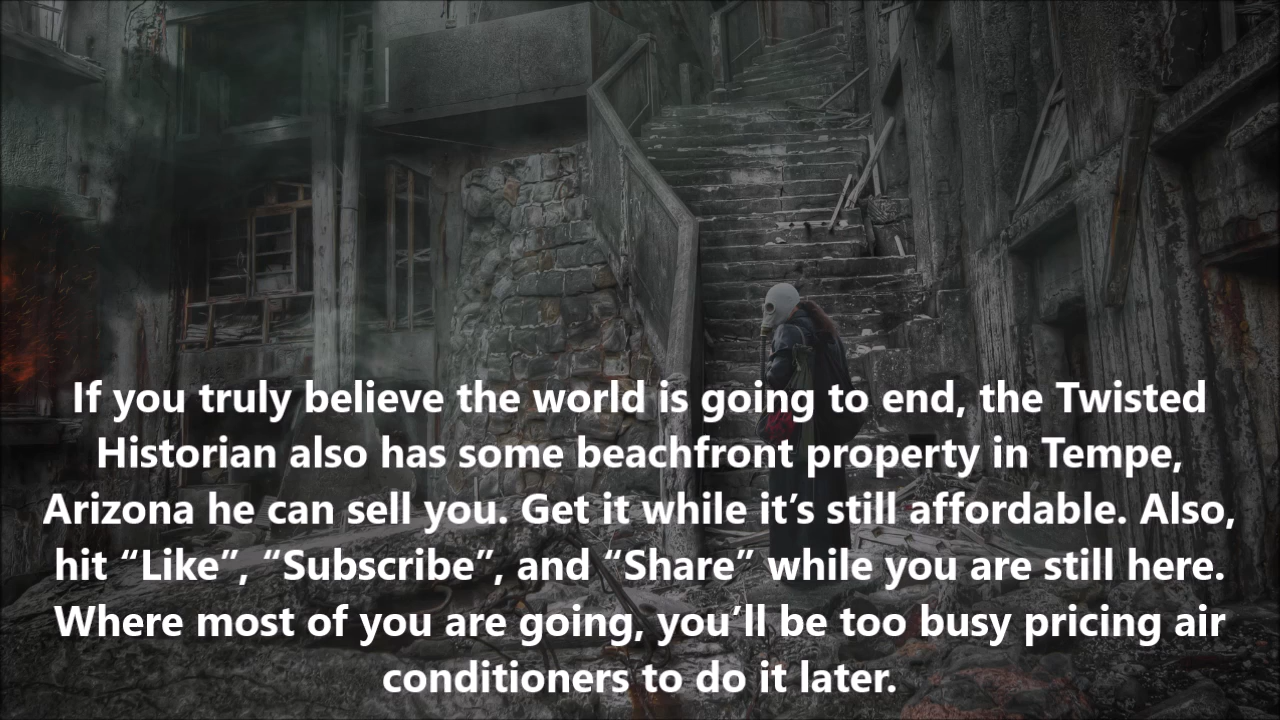 If you truly believe the world is going to end, the Twisted
Historian also has some beachfront property in Tempe,
Arizona he can sell you. Get it while it’s still affordable. Also,
hit “Like”, “Subscribe”, and “Share” while you are still here.
Where most of you are going, you’ll be too busy pricing air
conditioners to do it later.